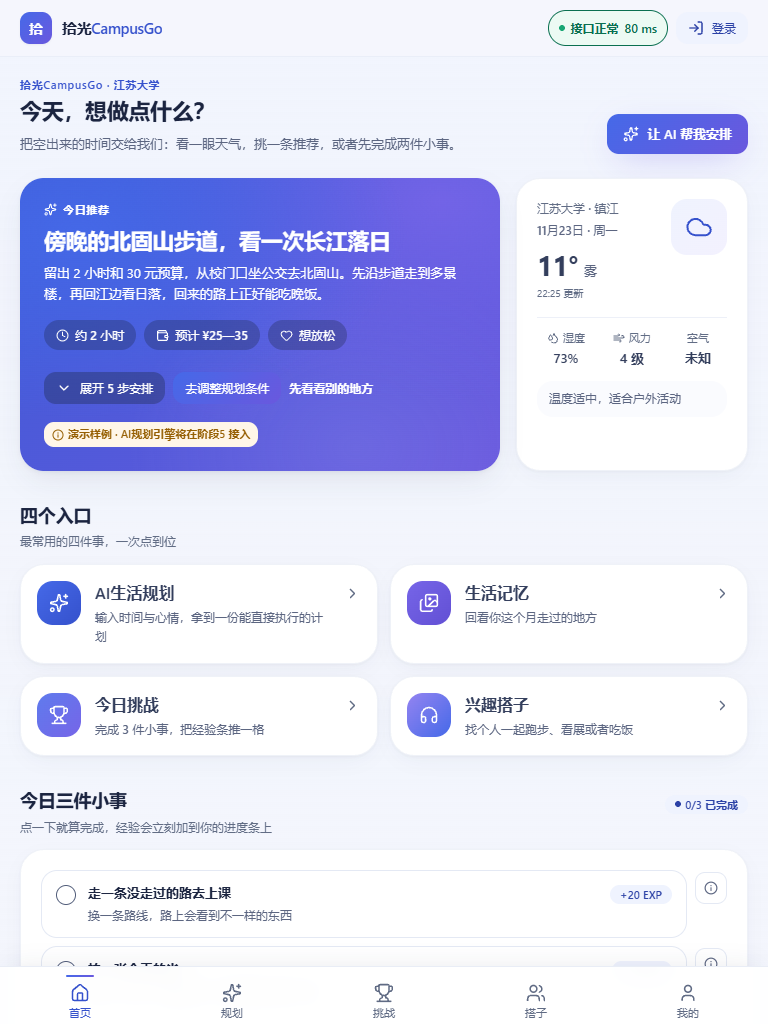 拾 拾光CampusGo
接口正常 80 ms
登录
拾光CampusGo · 江苏大学
今天，想做点什么？
把空出来的时间交给我们：看一眼天气，挑一条推荐，或者先完成两件小事。
让 AI 帮我安排
今日推荐
傍晚的北固山步道，看一次长江落日
留出 2 小时和 30 元预算，从校门口坐公交去北固山。先沿步道走到多景
楼，再回江边看日落，回来的路上正好能吃晚饭。
约 2 小时
预计 ¥25—35
想放松
展开 5 步安排
去调整规划条件
先看看别的地方
演示样例 · AI规划引擎将在阶段5 接入
江苏大学 · 镇江
11月23日 · 周一
11° 雾
22:25 更新
湿度
风力
空气
73%
4 级
未知
温度适中，适合户外活动
四个入口
最常用的四件事，一次点到位
AI生活规划
输入时间与心情，拿到一份能直接执行的计
划
生活记忆
回看你这个月走过的地方
今日挑战
完成 3 件小事，把经验条推一格
兴趣搭子
找个人一起跑步、看展或者吃饭
今日三件小事
0/3 已完成
点一下就算完成，经验会立刻加到你的进度条上
走一条没走过的路去上课
+20 EXP
换一条路线，路上会看到不一样的东西
首页
规划
挑战
搭子
我的